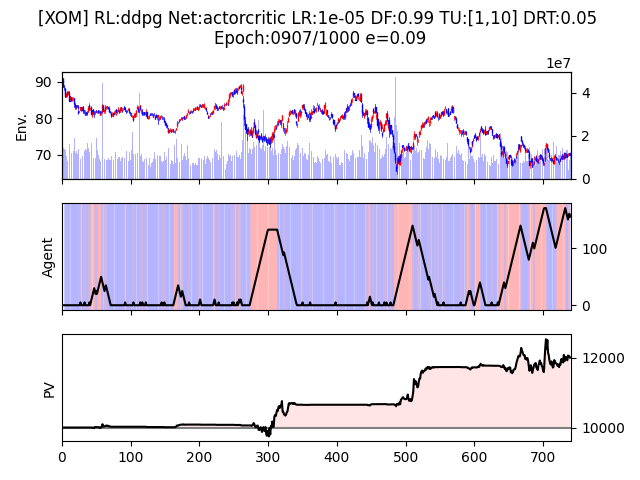 [XOM] RL:ddpg Net:actorcritic LR:1e-05 DF:0.99 TU:[1,10] DRT:0.05
Epoch:0907/1000 e=0.09
1e7
90
80
70
Env.
4
2
0
Agent
100
0
PV
12000
10000
0 100 200 300 400 500 600 700